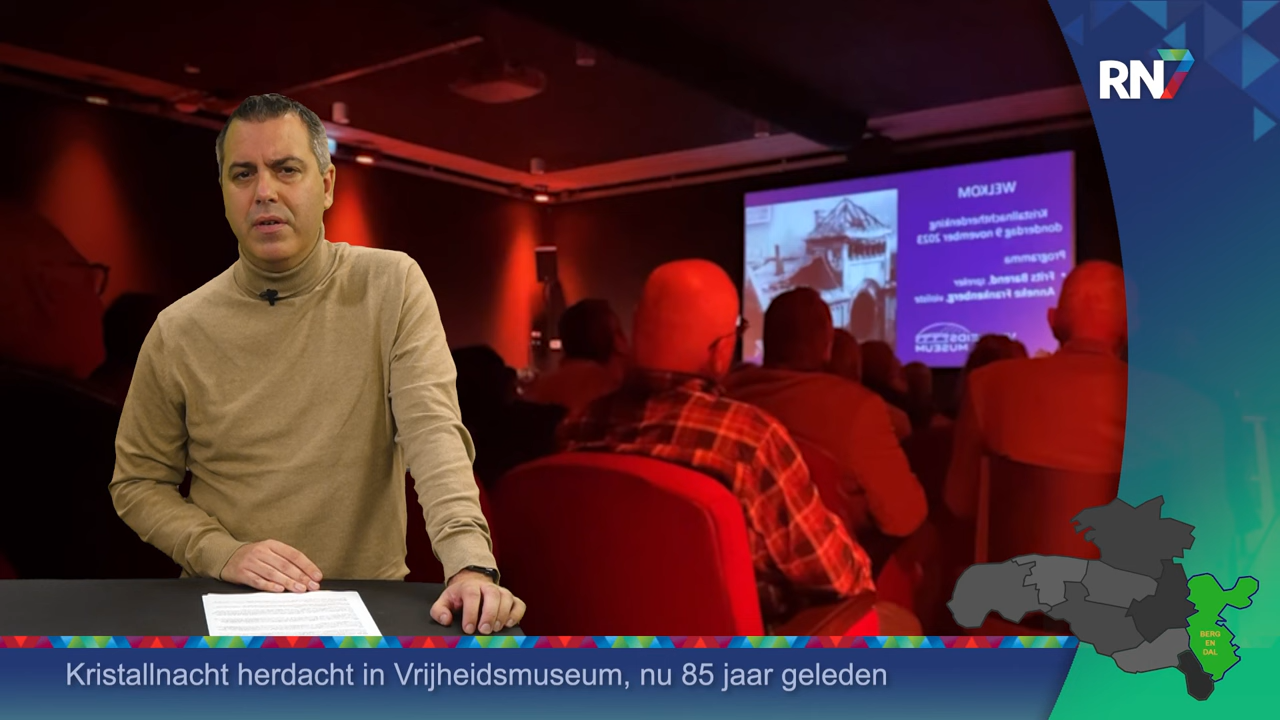 RN7
WELKOM
Kristallnachtherdenking
donderdag 9 november 2023
Programma
• Frits Barend, spreker
Anneke Frankenberg, violiste
MUSEUM
BERG
EN
DAL
Kristallnacht herdacht in Vrijheidsmuseum, nu 85 jaar geleden